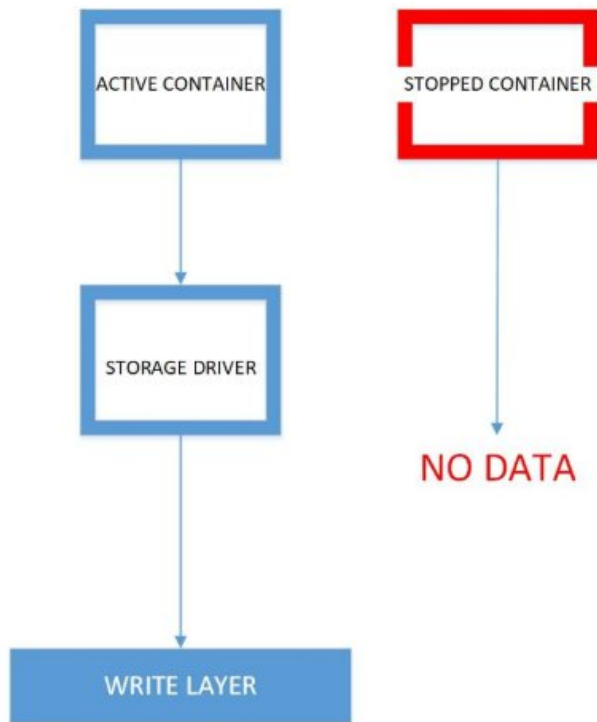 ACTIVE CONTAINER
STOPPED CONTAINER
STORAGE DRIVER
NO DATA
WRITE LAYER